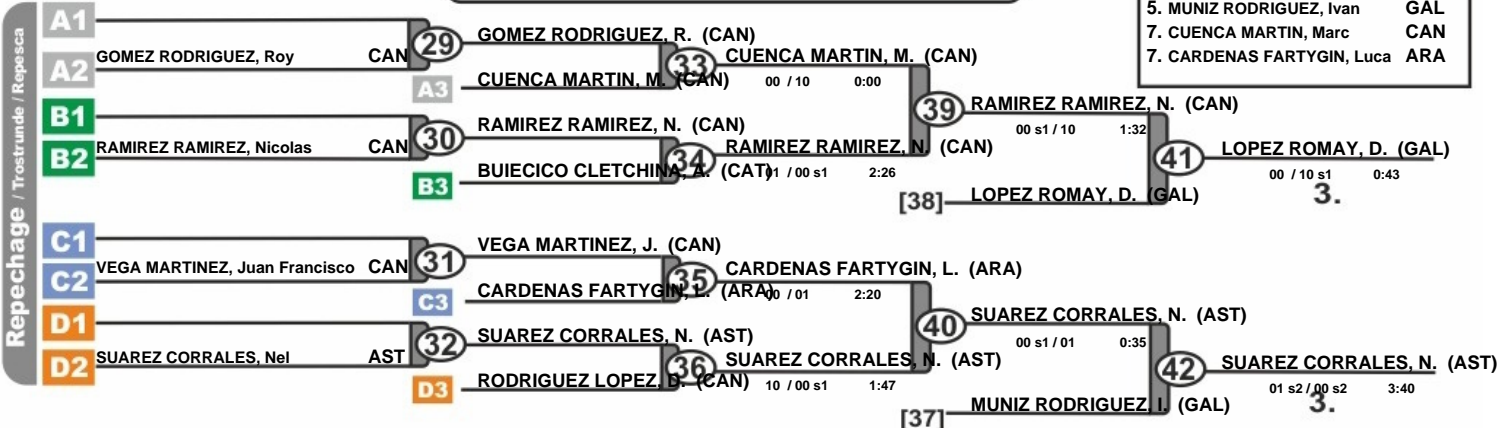 5. MUNIZ RODRIGUEZ, Ivan GAL
7. CUENCA MARTIN, Marc CAN
7. CARDENAS FARTYGIN, Luca ARA
Repechage / Trostrunde / Repesca
A1
A2 GOMEZ RODRIGUEZ, Roy CAN
29
GOMEZ RODRIGUEZ, R. (CAN)
A3 CUENCA MARTIN, M. (CAN)
33
CUENCA MARTIN, M. (CAN)
00 / 10 0:00
B1
B2 RAMIREZ RAMIREZ, Nicolas CAN
30
RAMIREZ RAMIREZ, N. (CAN)
B3 BUIECICO CLETCHINA, A. (CAT)
34
RAMIREZ RAMIREZ, N. (CAN)
01 / 00 s1 2:26
39
RAMIREZ RAMIREZ, N. (CAN)
00 s1 / 10 1:32
[38] LOPEZ ROMAY, D. (GAL)
41
LOPEZ ROMAY, D. (GAL)
00 / 10 s1 0:43
3.
C1
C2 VEGA MARTINEZ, Juan Francisco CAN
31
VEGA MARTINEZ, J. (CAN)
C3 CARDENAS FARTYGIN, L. (ARA)
35
CARDENAS FARTYGIN, L. (ARA)
00 / 01 2:20
D1
D2 SUAREZ CORRALES, Nel AST
32
SUAREZ CORRALES, N. (AST)
D3 RODRIGUEZ LOPEZ, D. (CAN)
36
SUAREZ CORRALES, N. (AST)
10 / 00 s1 1:47
40
SUAREZ CORRALES, N. (AST)
00 s1 / 01 0:35
[37] MUNIZ RODRIGUEZ, I. (GAL)
42
SUAREZ CORRALES, N. (AST)
01 s2 / 00 s2 3:40
3.